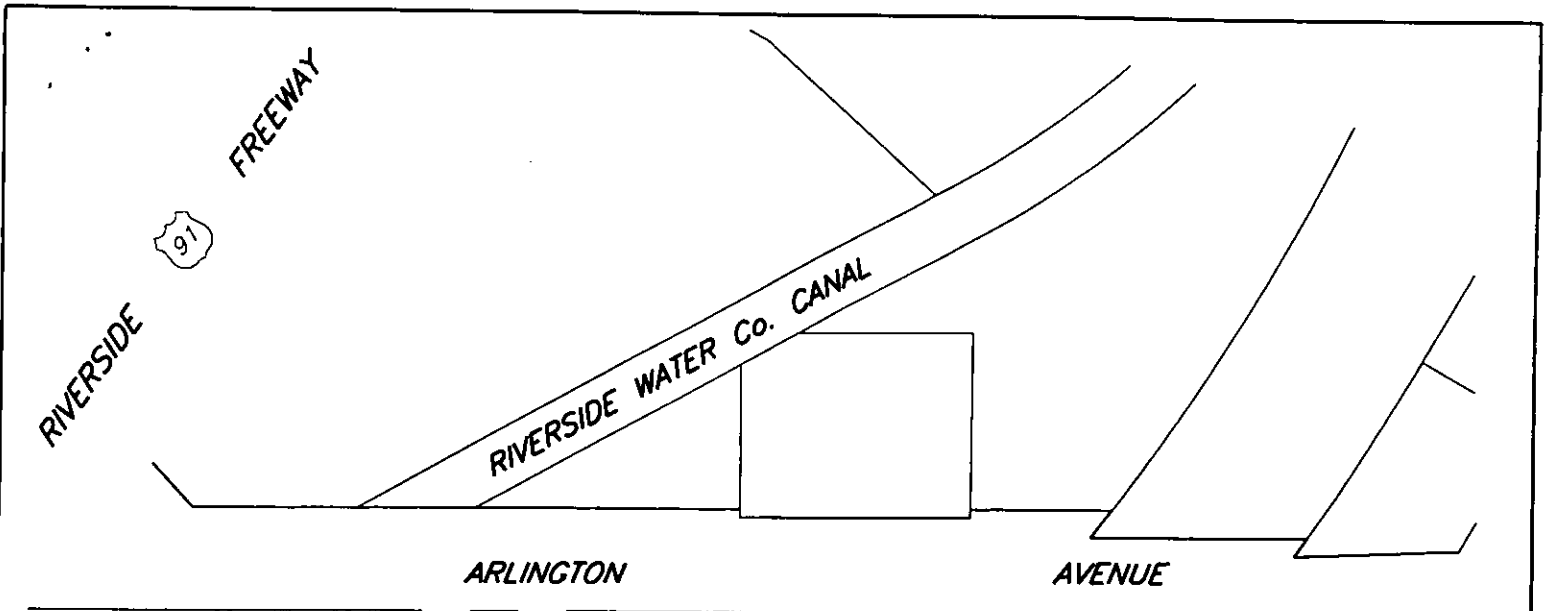 RIVERSIDE FREEWAY
91
RIVERSIDE WATER Co. CANAL
ARLINGTON AVENUE